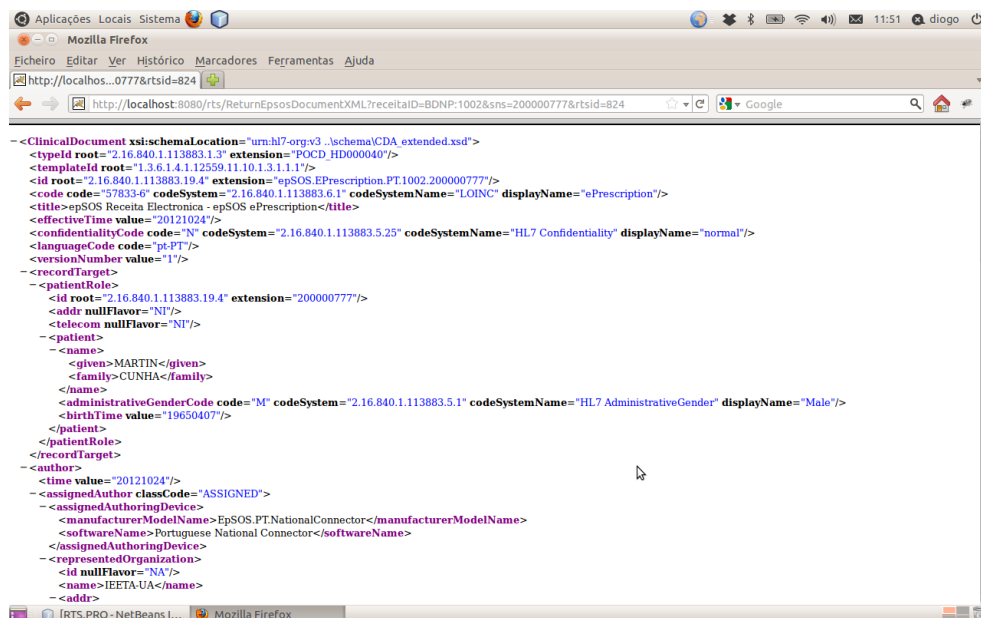 Aplicações Locais Sistema 11:51 diogo
Mozilla Firefox
Ficheiro Editar Ver Histórico Marcadores Ferramentas Ajuda
http://localhos...0777&rtsid=824
http://localhost:8080/rts/ReturnEpsosDocumentXML?receitaID=BDNP:1002&sns=200000777&rtsid=824 Google
−<ClinicalDocument xsi:schemaLocation="urn:hl7-org:v3 ..\schema\CDA_extended.xsd">
<typeId root="2.16.840.1.113883.1.3" extension="POCD_HD000040"/>
<templateId root="1.3.6.1.4.1.12559.11.10.1.3.1.1.1"/>
<id root="2.16.840.1.113883.19.4" extension="epSOS.EPrescription.PT.1002.200000777"/>
<code code="57833-6" codeSystem="2.16.840.1.113883.6.1" codeSystemName="LOINC" displayName="ePrescription"/>
<title>epSOS Receita Electronica - epSOS ePrescription</title>
<effectiveTime value="20121024"/>
<confidentialityCode code="N" codeSystem="2.16.840.1.113883.5.25" codeSystemName="HL7 Confidentiality" displayName="normal"/>
<languageCode code="pt-PT"/>
<versionNumber value="1"/>
−<recordTarget>
−<patientRole>
<id root="2.16.840.1.113883.19.4" extension="200000777"/>
<addr nullFlavor="NI"/>
<telecom nullFlavor="NI"/>
−<patient>
−<name>
<given>MARTIN</given>
<family>CUNHA</family>
</name>
<administrativeGenderCode code="M" codeSystem="2.16.840.1.113883.5.1" codeSystemName="HL7 AdministrativeGender" displayName="Male"/>
<birthTime value="19650407"/>
</patient>
</patientRole>
</recordTarget>
−<author>
<time value="20121024"/>
−<assignedAuthor classCode="ASSIGNED">
−<assignedAuthoringDevice>
<manufacturerModelName>EpSOS.PT.NationalConnector</manufacturerModelName>
<softwareName>Portuguese National Connector</softwareName>
</assignedAuthoringDevice>
−<representedOrganization>
<id nullFlavor="NA"/>
<name>IEETA-UA</name>
−<addr>
[RTS.PRO - NetBeans I... Mozilla Firefox